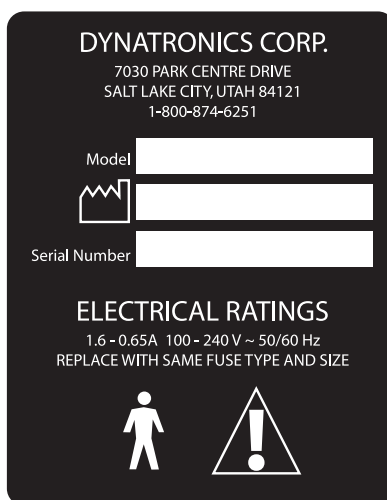 DYNATRONICS CORP.
7030 PARK CENTRE DRIVE
SALT LAKE CITY, UTAH 84121
1-800-874-6251
Model
Serial Number
ELECTRICAL RATINGS
1.6 - 0.65A 100 - 240 V ~ 50/60 Hz
REPLACE WITH SAME FUSE TYPE AND SIZE